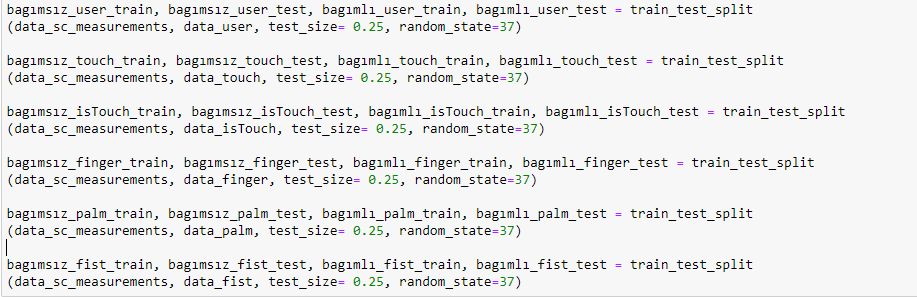 bagımsız_user_train, bagımsız_user_test, bagımlı_user_train, bagımlı_user_test = train_test_split
(data_sc_measurements, data_user, test_size= 0.25, random_state=37)
bagımsız_touch_train, bagımsız_touch_test, bagımlı_touch_train, bagımlı_touch_test = train_test_split
(data_sc_measurements, data_touch, test_size= 0.25, random_state=37)
bagımsız_isTouch_train, bagımsız_isTouch_test, bagımlı_isTouch_train, bagımlı_isTouch_test = train_test_split
(data_sc_measurements, data_isTouch, test_size= 0.25, random_state=37)
bagımsız_finger_train, bagımsız_finger_test, bagımlı_finger_train, bagımlı_finger_test = train_test_split
(data_sc_measurements, data_finger, test_size= 0.25, random_state=37)
bagımsız_palm_train, bagımsız_palm_test, bagımlı_palm_train, bagımlı_palm_test = train_test_split
(data_sc_measurements, data_palm, test_size= 0.25, random_state=37)
bagımsız_fist_train, bagımsız_fist_test, bagımlı_fist_train, bagımlı_fist_test = train_test_split
(data_sc_measurements, data_fist, test_size= 0.25, random_state=37)